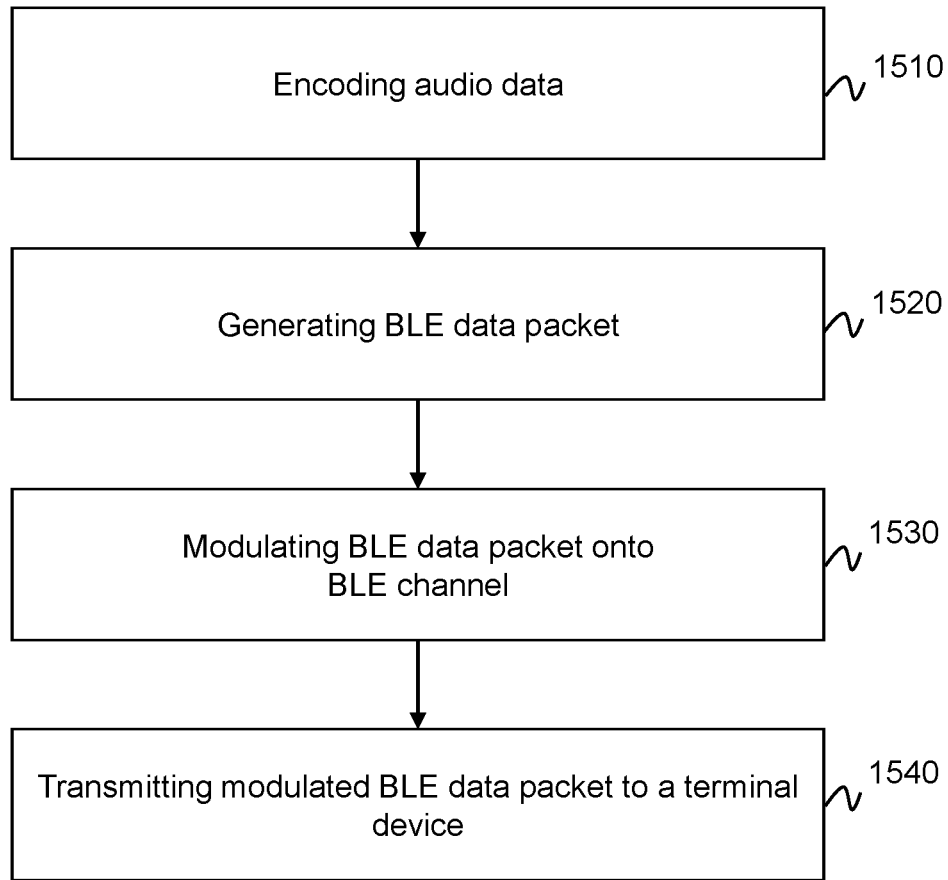 Encoding audio data
1510
Generating BLE data packet
1520
Modulating BLE data packet onto
BLE channel
1530
Transmitting modulated BLE data packet to a terminal
device
1540